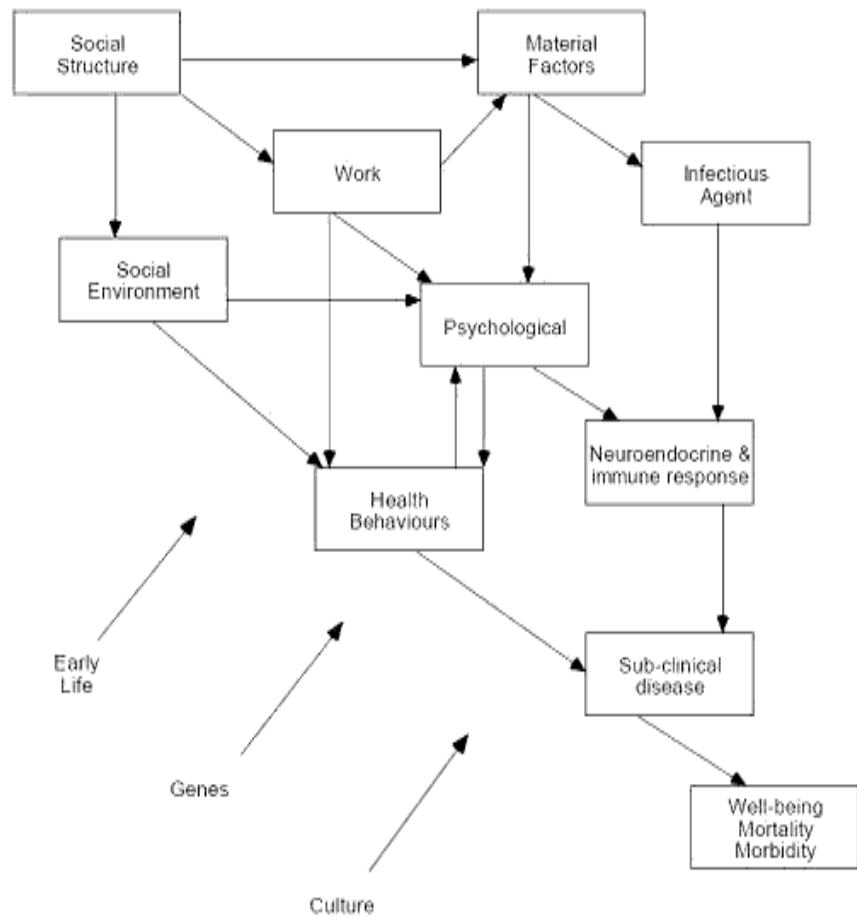 Social
Structure
Material
Factors
Work
Infectious
Agent
Social
Environment
Psychological
Neuroendocrine &
immune response
Health
Behaviours
Early
Life
Sub-clinical
disease
Genes
Well-being
Mortality
Morbidity
Culture